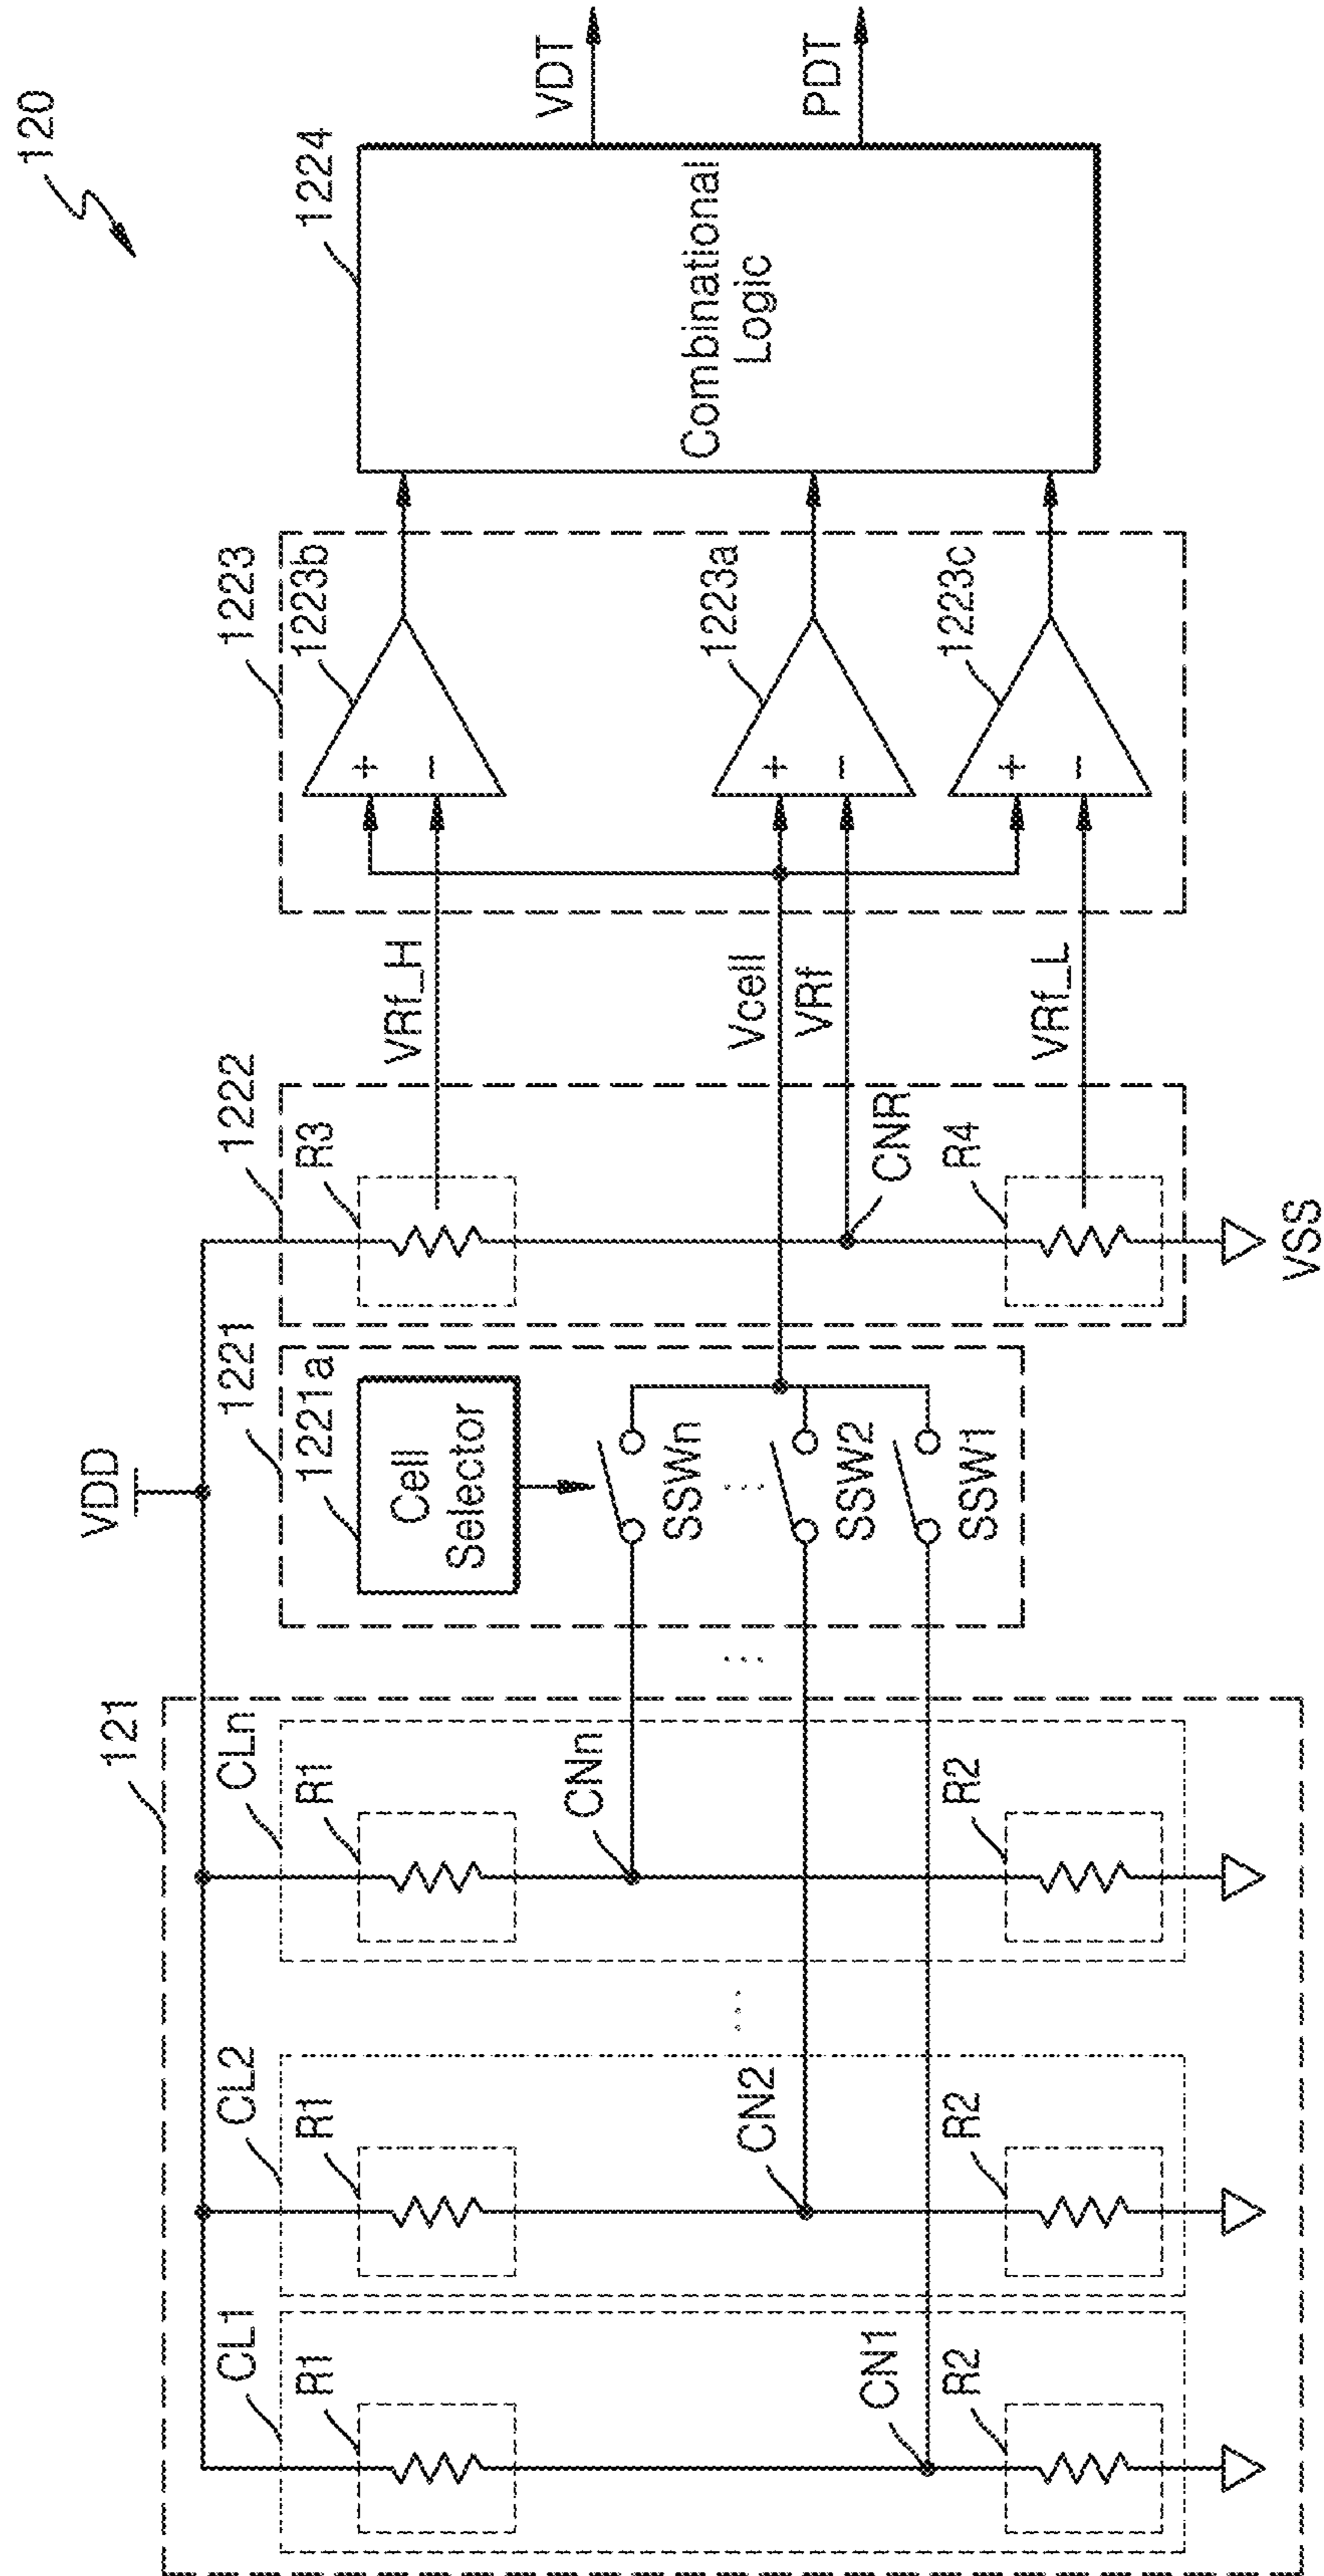 120
VDD
121
CL1
R1
CN1
R2
CL2
R1
CN2
R2
...
CLn
R1
CNn
R2
...
1221
1221a
Cell
Selector
SSWn
...
SSW2
SSW1
1222
R3
CNR
R4
VSS
VRf_H
Vcell
VRf
VRf_L
1223
1223b
+
−
1223a
+
−
1223c
+
−
1224
Combinational
Logic
VDT
PDT